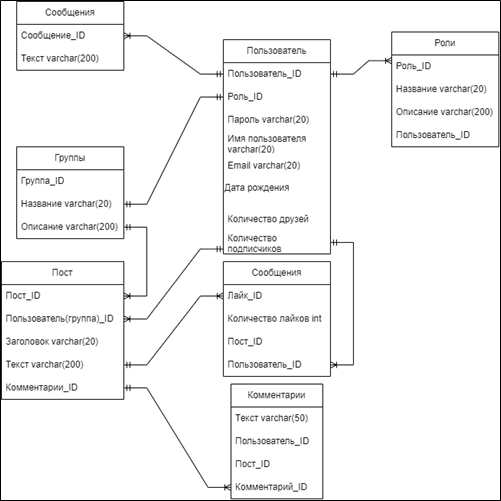 Сообщения
Сообщение_ID
Текст varchar(200)
Пользователь
Пользователь_ID
Роль_ID
Пароль varchar(20)
Имя пользователя
varchar(20)
Email varchar(20)
Дата рождения
Количество друзей
Количество
подписчиков
Роли
Роль_ID
Название varchar(20)
Описание varchar(200)
Пользователь_ID
Группы
Группа_ID
Название varchar(20)
Описание varchar(200)
Пост
Пост_ID
Пользователь(группа)_ID
Заголовок varchar(20)
Текст varchar(200)
Комментарии_ID
Сообщения
Лайк_ID
Количество лайков int
Пост_ID
Пользователь_ID
Комментарии
Текст varchar(50)
Пользователь_ID
Пост_ID
Комментарий_ID